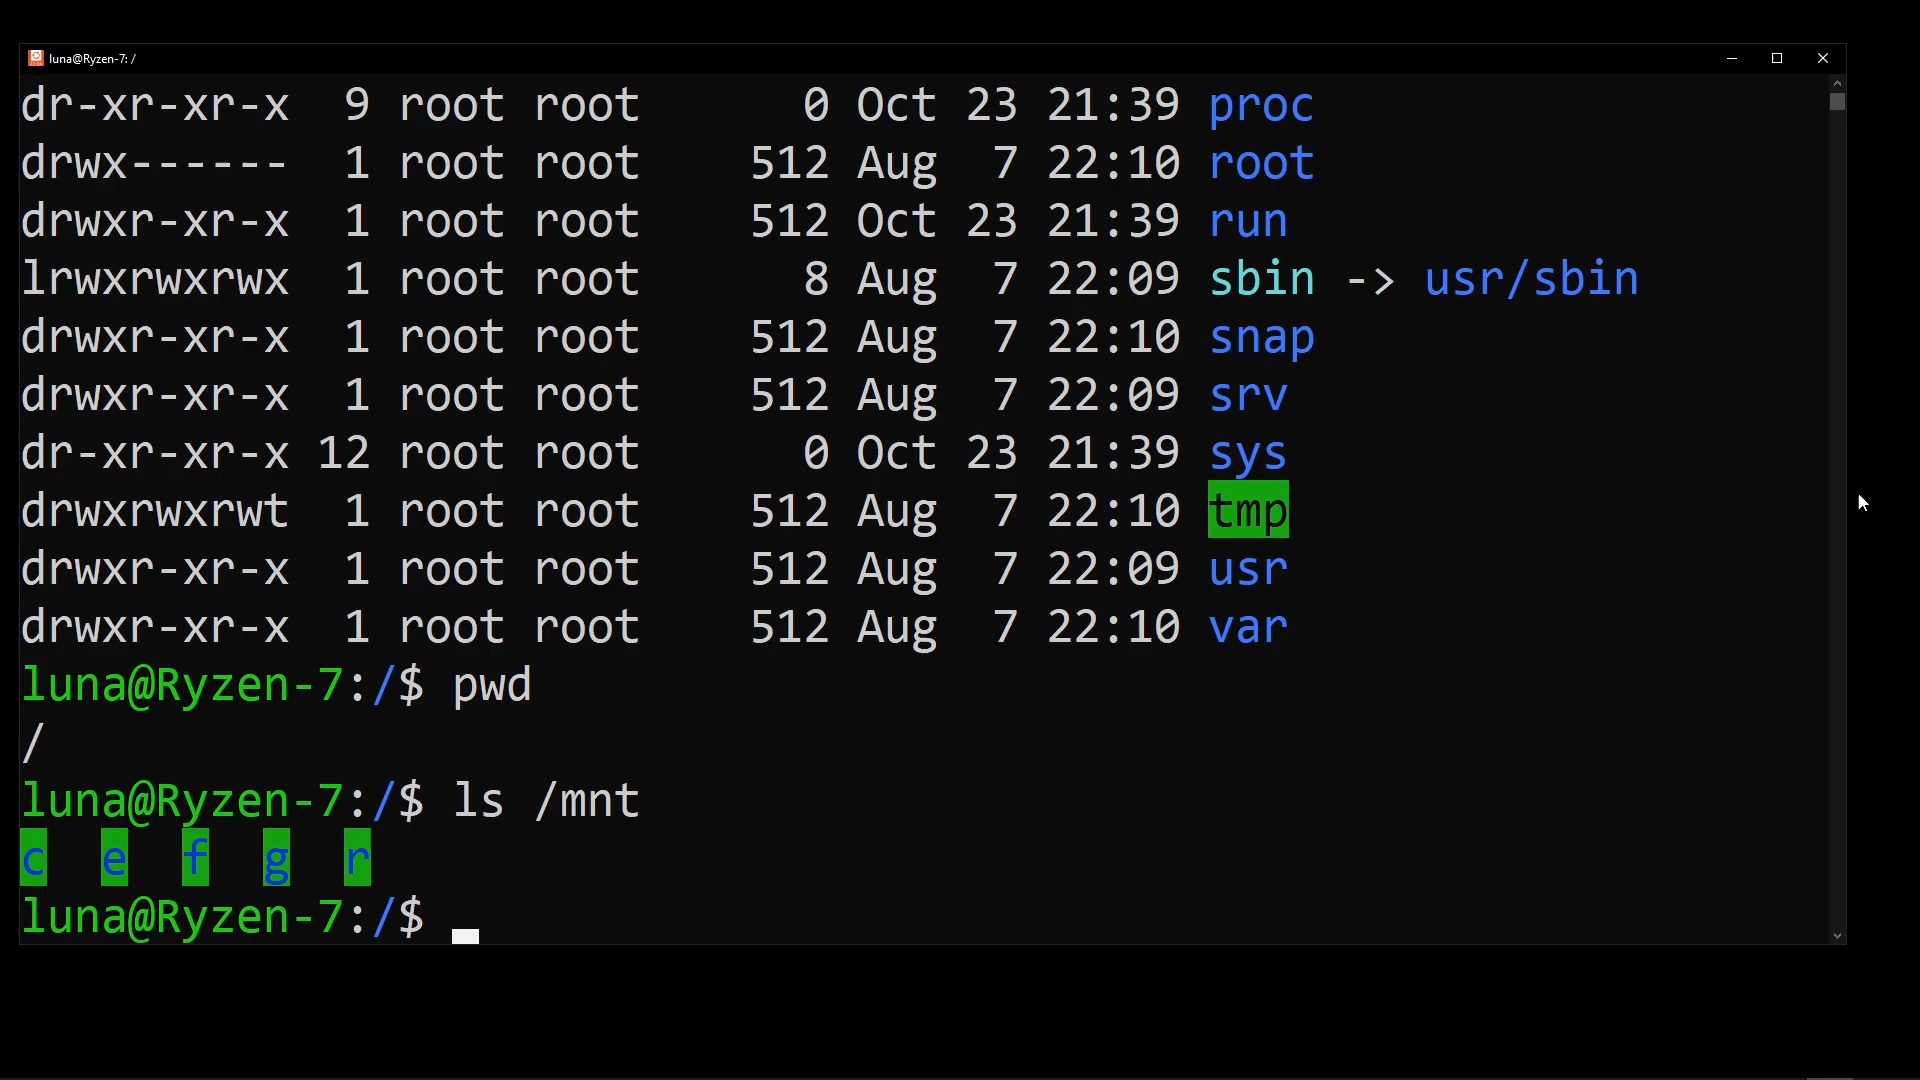 luna@Ryzen-7: /
dr-xr-xr-x  9 root root      0 Oct 23 21:39 proc
drwx------  1 root root    512 Aug  7 22:10 root
drwxr-xr-x  1 root root    512 Oct 23 21:39 run
lrwxrwxrwx  1 root root      8 Aug  7 22:09 sbin -> usr/sbin
drwxr-xr-x  1 root root    512 Aug  7 22:10 snap
drwxr-xr-x  1 root root    512 Aug  7 22:09 srv
dr-xr-xr-x 12 root root      0 Oct 23 21:39 sys
drwxrwxrwt  1 root root    512 Aug  7 22:10 tmp
drwxr-xr-x  1 root root    512 Aug  7 22:09 usr
drwxr-xr-x  1 root root    512 Aug  7 22:10 var
luna@Ryzen-7:/$ pwd
/
luna@Ryzen-7:/$ ls /mnt
c  e  f  g  r
luna@Ryzen-7:/$